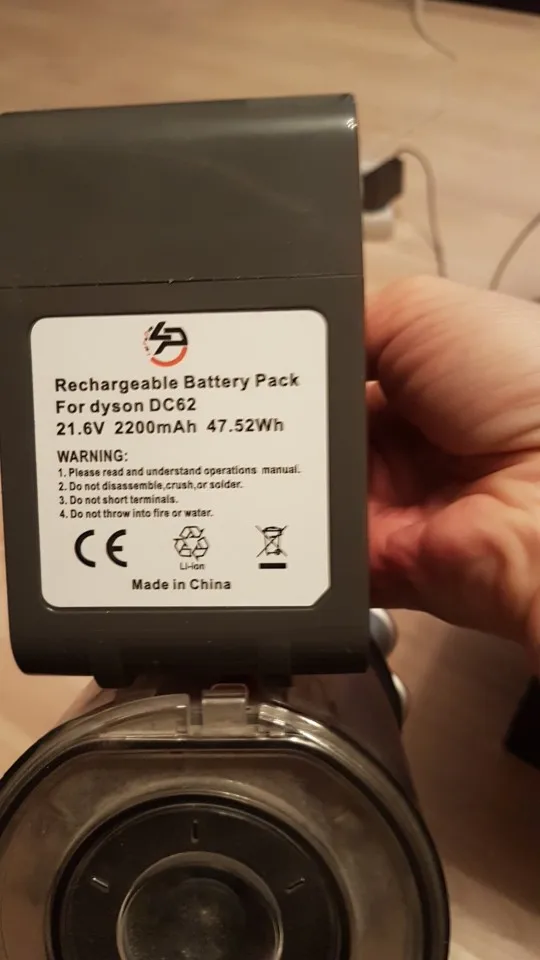 Rechargeable Battery Pack
For dyson DC62
21.6V 2200mAh 47.52Wh
WARNING:
1. Please read and understand operations manual.
2. Do not disassemble,crush,or solder.
3. Do not short terminals.
4. Do not throw into fire or water.
CE
Li-ion
Made in China